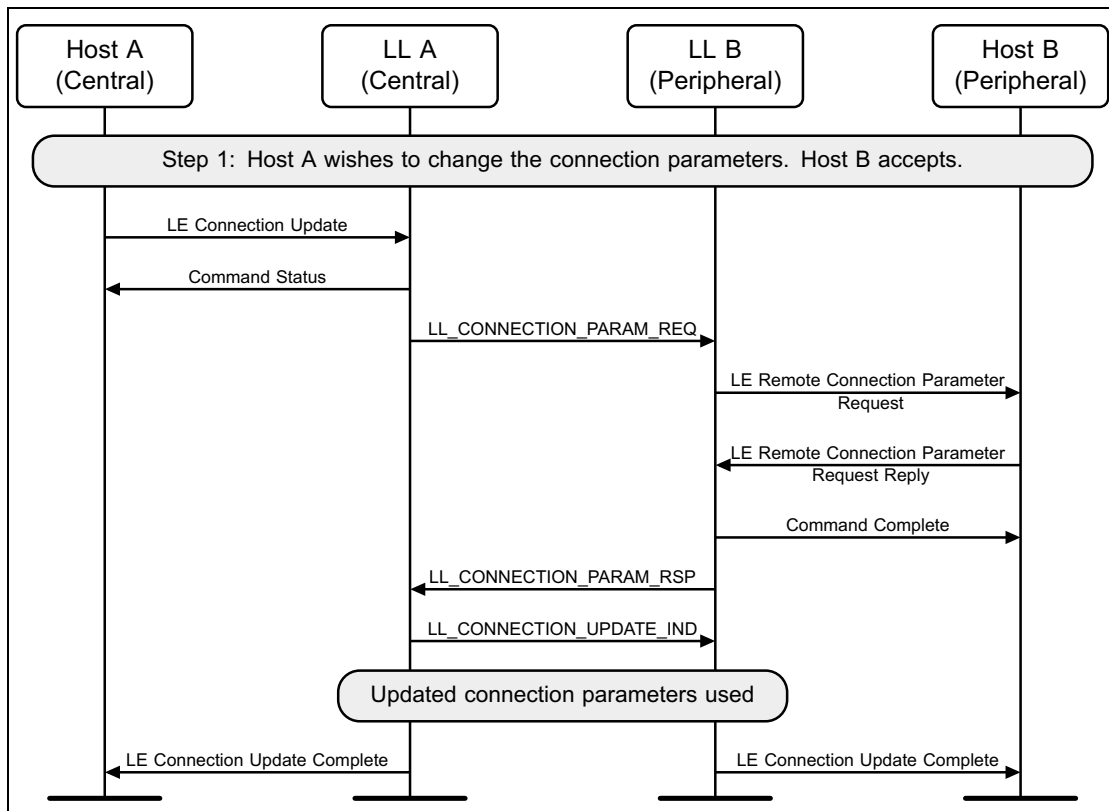 Host A
(Central)
LL A
(Central)
LL B
(Peripheral)
Host B
(Peripheral)
Step 1: Host A wishes to change the connection parameters. Host B accepts.
LE Connection Update
Command Status
LL_CONNECTION_PARAM_REQ
LE Remote Connection Parameter
Request
LE Remote Connection Parameter
Request Reply
Command Complete
LL_CONNECTION_PARAM_RSP
LL_CONNECTION_UPDATE_IND
Updated connection parameters used
LE Connection Update Complete
LE Connection Update Complete